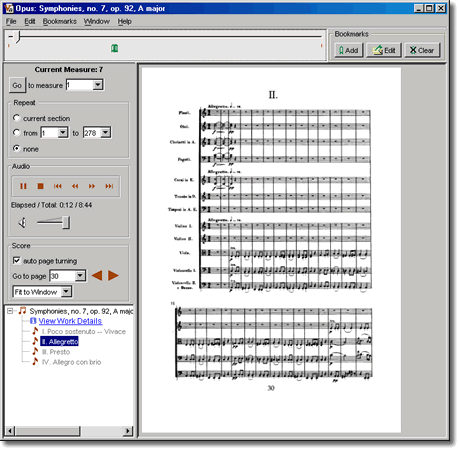 Opus: Symphonies, no. 7, op. 92, A major
File Edit Bookmarks Window Help
Bookmarks
Add Edit Clear
Current Measure: 7
Go to measure 1
Repeat
current section
from 1 to 278
none
Audio
Elapsed / Total: 0:12 / 8:44
Score
auto page turning
Go to page 30
Fit to Window
Symphonies, no. 7, op. 92, A major
View Work Details
I. Poco sostenuto -- Vivace
II. Allegretto
III. Presto
IV. Allegro con brio
II.
Allegretto
Flauti.
Oboi.
Clarinetti in A.
Fagotti.
Allegretto
Corni in E.
Trombe in D.
Timpani in A. E.
Allegretto
Violino I.
Violino II.
Viola.
Violoncello I.
Violoncello II.
e Basso.
30